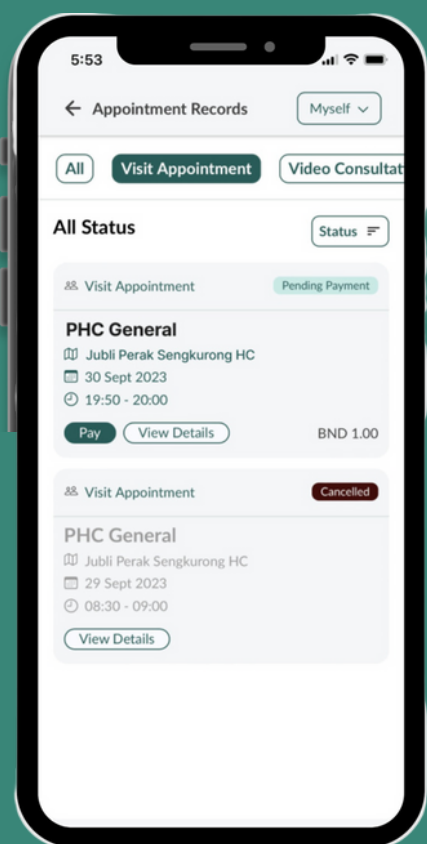 5:53
Appointment Records
Myself
All
Visit Appointment
Video Consultat
All Status
Status
Visit Appointment
Pending Payment
PHC General
Jubli Perak Sengkurong HC
30 Sept 2023
19:50 - 20:00
Pay
View Details
BND 1.00
Visit Appointment
Cancelled
PHC General
Jubli Perak Sengkurong HC
29 Sept 2023
08:30 - 09:00
View Details